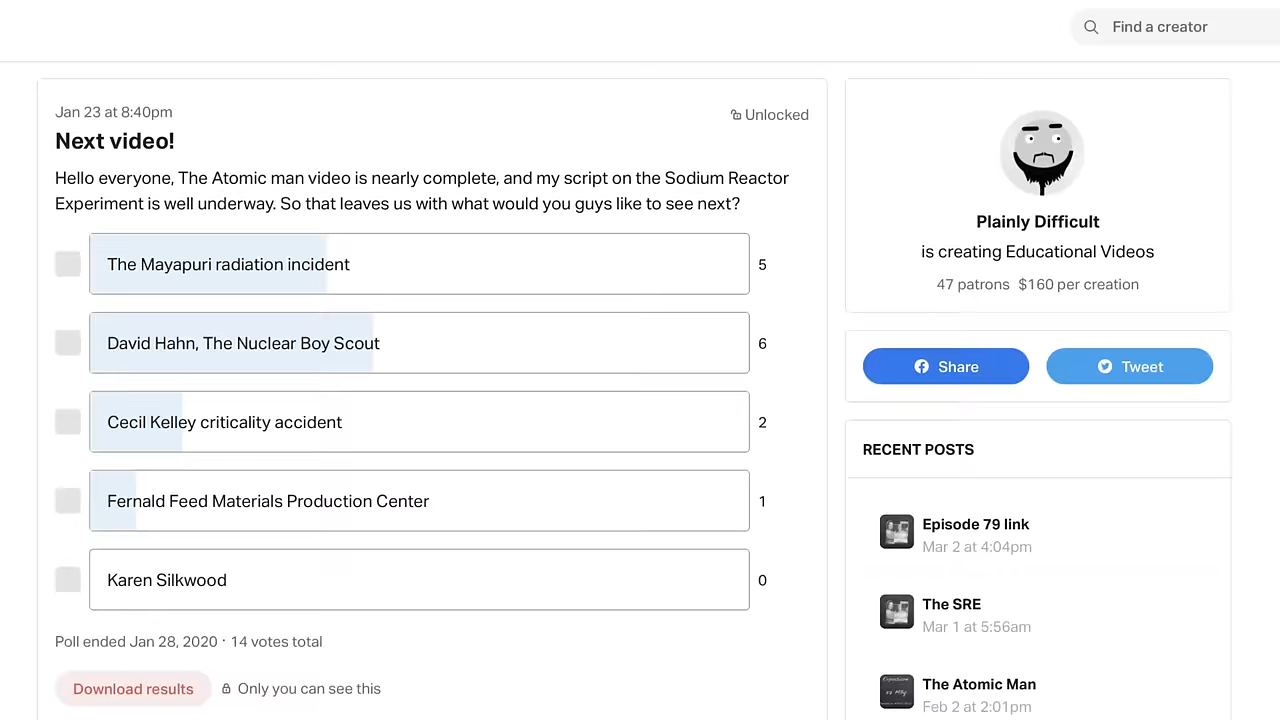 Find a creator
Jan 23 at 8:40pm
Unlocked
Next video!
Hello everyone, The Atomic man video is nearly complete, and my script on the Sodium Reactor
Experiment is well underway. So that leaves us with what would you guys like to see next?
The Mayapuri radiation incident 5
David Hahn, The Nuclear Boy Scout 6
Cecil Kelley criticality accident 2
Fernald Feed Materials Production Center 1
Karen Silkwood 0
Poll ended Jan 28, 2020 · 14 votes total
Download results
Only you can see this
Plainly Difficult
is creating Educational Videos
47 patrons $160 per creation
Share
Tweet
RECENT POSTS
Episode 79 link
Mar 2 at 4:04pm
The SRE
Mar 1 at 5:56am
The Atomic Man
Feb 2 at 2:01pm